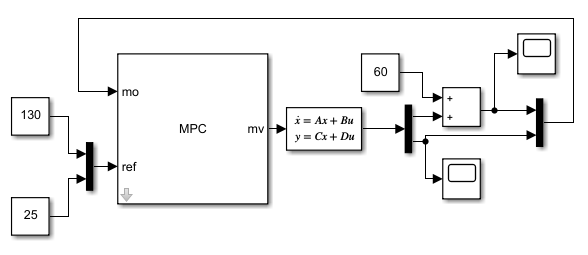 60
mo
+
+
130
MPC
mv
ẋ = Ax + Bu
y = Cx + Du
ref
25